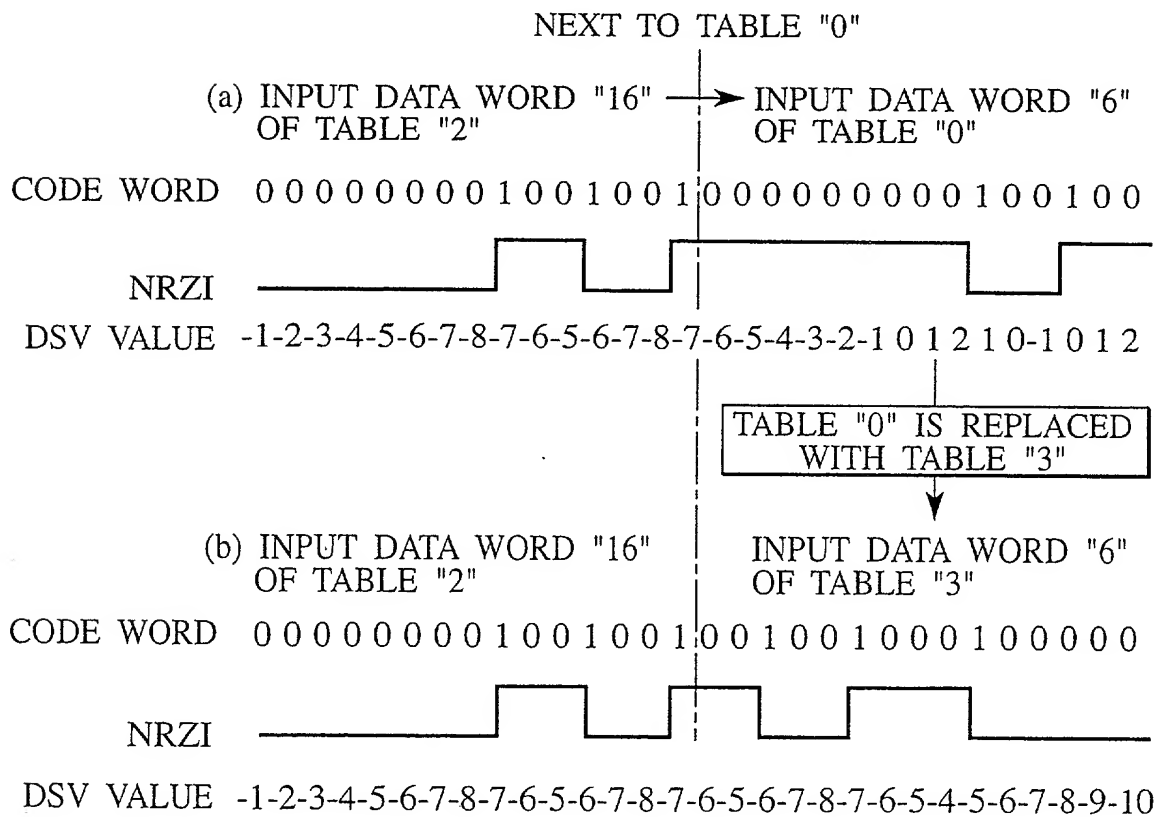 NEXT TO TABLE "0"
(a) INPUT DATA WORD "16" INPUT DATA WORD "6"
OF TABLE "2" OF TABLE "0"
CODE WORD 0 0 0 0 0 0 0 0 1 0 0 1 0 0 1 0 0 0 0 0 0 0 0 0 1 0 0 1 0 0
NRZI
DSV VALUE -1-2-3-4-5-6-7-8-7-6-5-6-7-8-7-6-5-4-3-2-1 0 1 2 1 0-1 0 1 2
TABLE "0" IS REPLACED
WITH TABLE "3"
(b) INPUT DATA WORD "16" INPUT DATA WORD "6"
OF TABLE "2" OF TABLE "3"
CODE WORD 0 0 0 0 0 0 0 0 1 0 0 1 0 0 1 0 0 1 0 0 1 0 0 0 1 0 0 0 0 0
NRZI
DSV VALUE -1-2-3-4-5-6-7-8-7-6-5-6-7-8-7-6-5-6-7-8-7-6-5-4-5-6-7-8-9-10